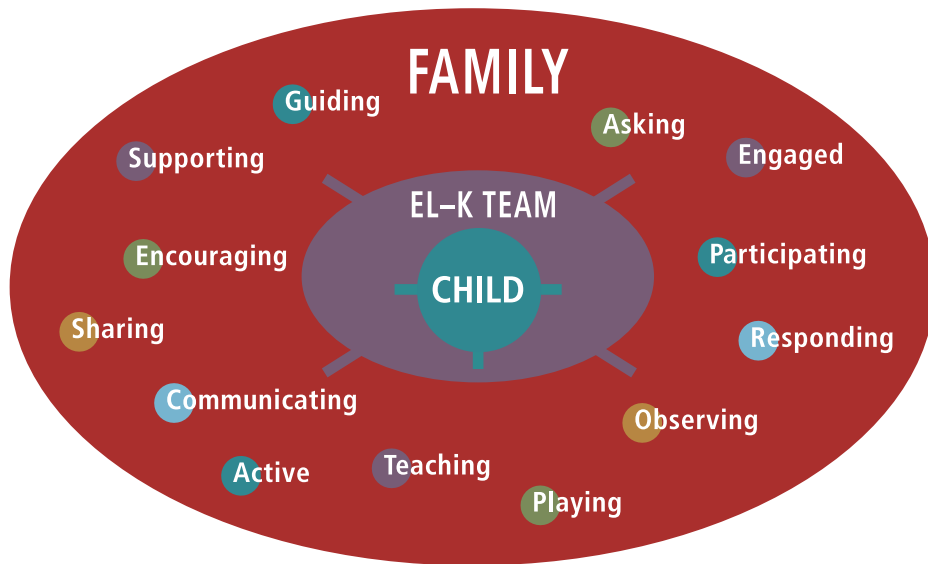 FAMILY
Guiding
Asking
Supporting
Engaged
EL–K TEAM
Encouraging
Participating
CHILD
Sharing
Responding
Communicating
Observing
Active
Teaching
Playing